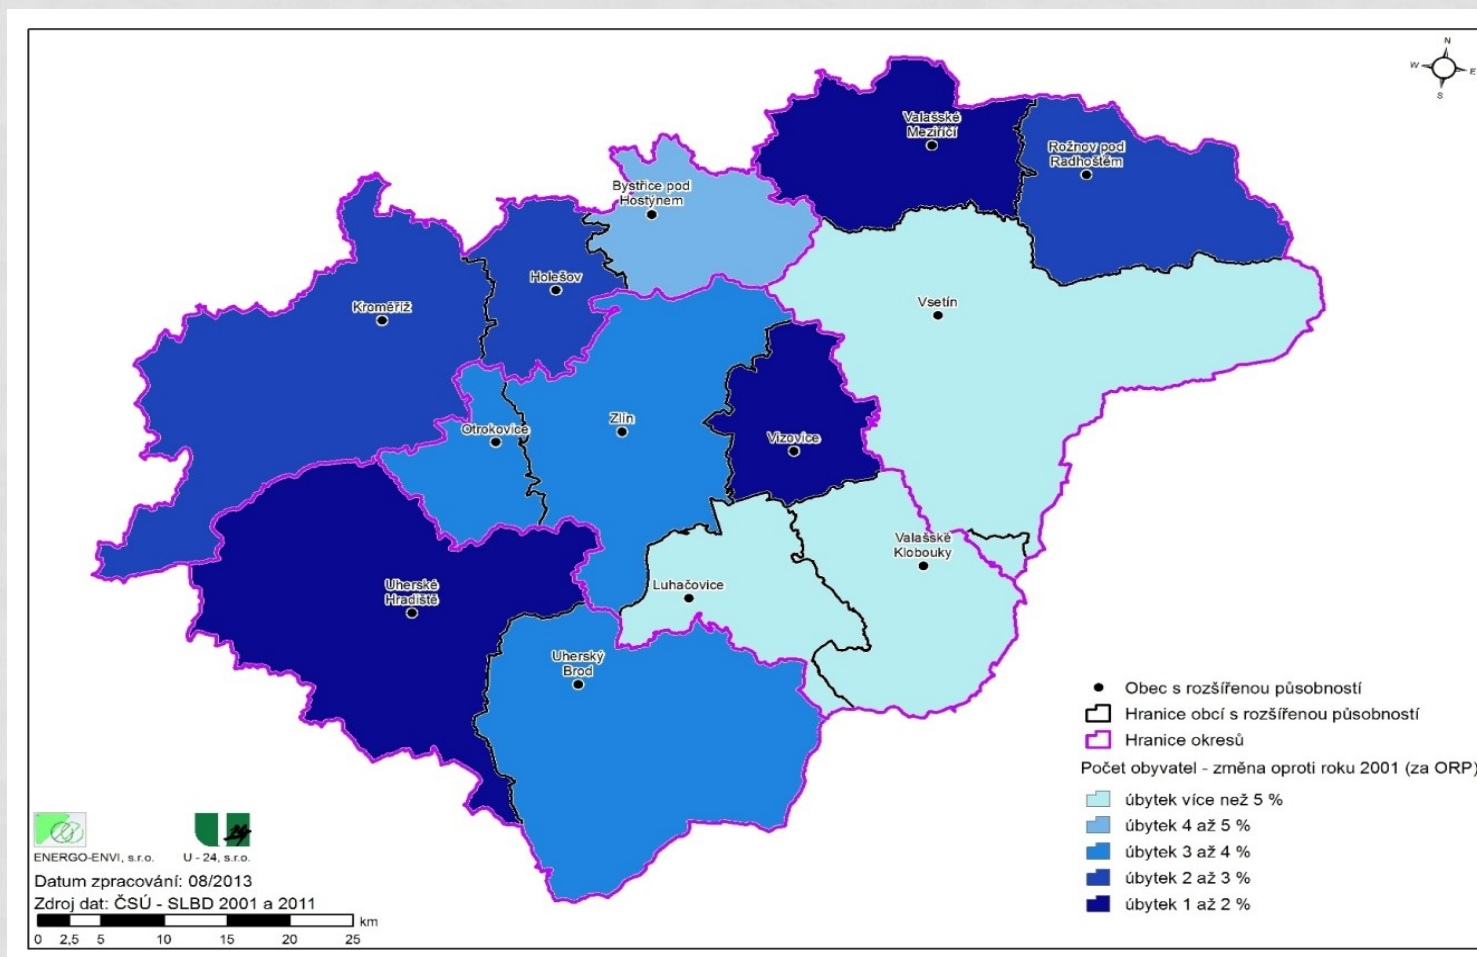 N
W
E
S
Valašské
Meziříčí
Rožnov pod
Radhoštěm
Bystřice pod
Hostýnem
Holešov
Kroměříž
Vsetín
Zlín
Otrokovice
Vizovice
Valašské
Klobouky
Luhačovice
Uherské
Hradiště
Uherský
Brod
Obec s rozšířenou působností
Hranice obcí s rozšířenou působností
Hranice okresů
Počet obyvatel - změna oproti roku 2001 (za ORP)
úbytek více než 5 %
úbytek 4 až 5 %
úbytek 3 až 4 %
úbytek 2 až 3 %
úbytek 1 až 2 %
ENERGO-ENVI, s.r.o.
U - 24, s.r.o.
Datum zpracování: 08/2013
Zdroj dat: ČSÚ - SLBD 2001 a 2011
km
0 2,5 5 10 15 20 25